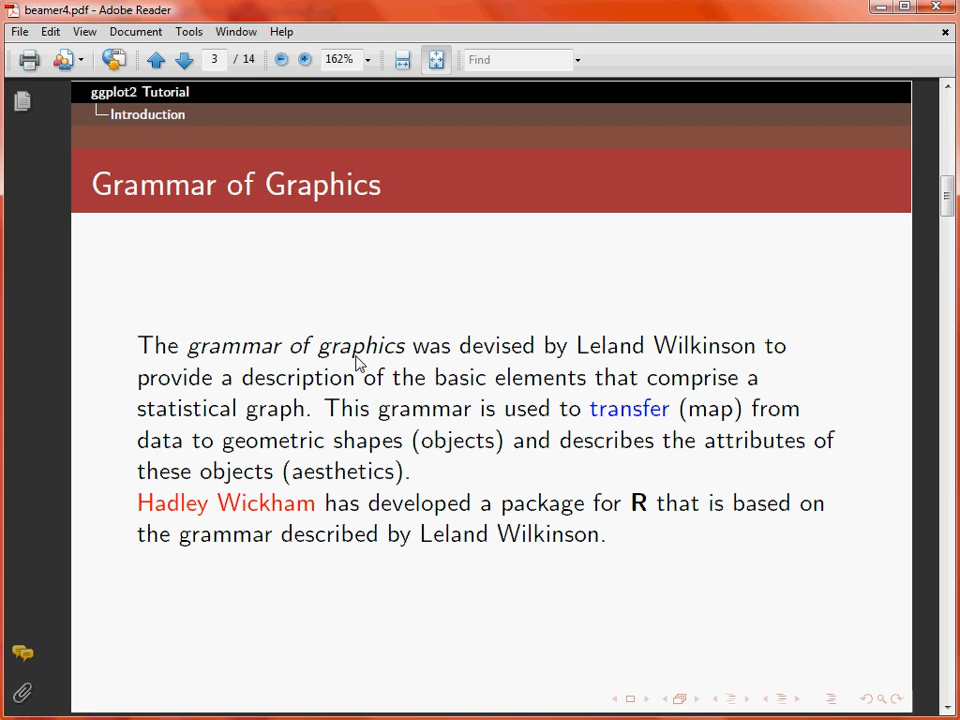 beamer4.pdf - Adobe Reader
File Edit View Document Tools Window Help
3 / 14 162% Find
ggplot2 Tutorial
Introduction
Grammar of Graphics
The grammar of graphics was devised by Leland Wilkinson to
provide a description of the basic elements that comprise a
statistical graph. This grammar is used to transfer (map) from
data to geometric shapes (objects) and describes the attributes of
these objects (aesthetics).
Hadley Wickham has developed a package for R that is based on
the grammar described by Leland Wilkinson.